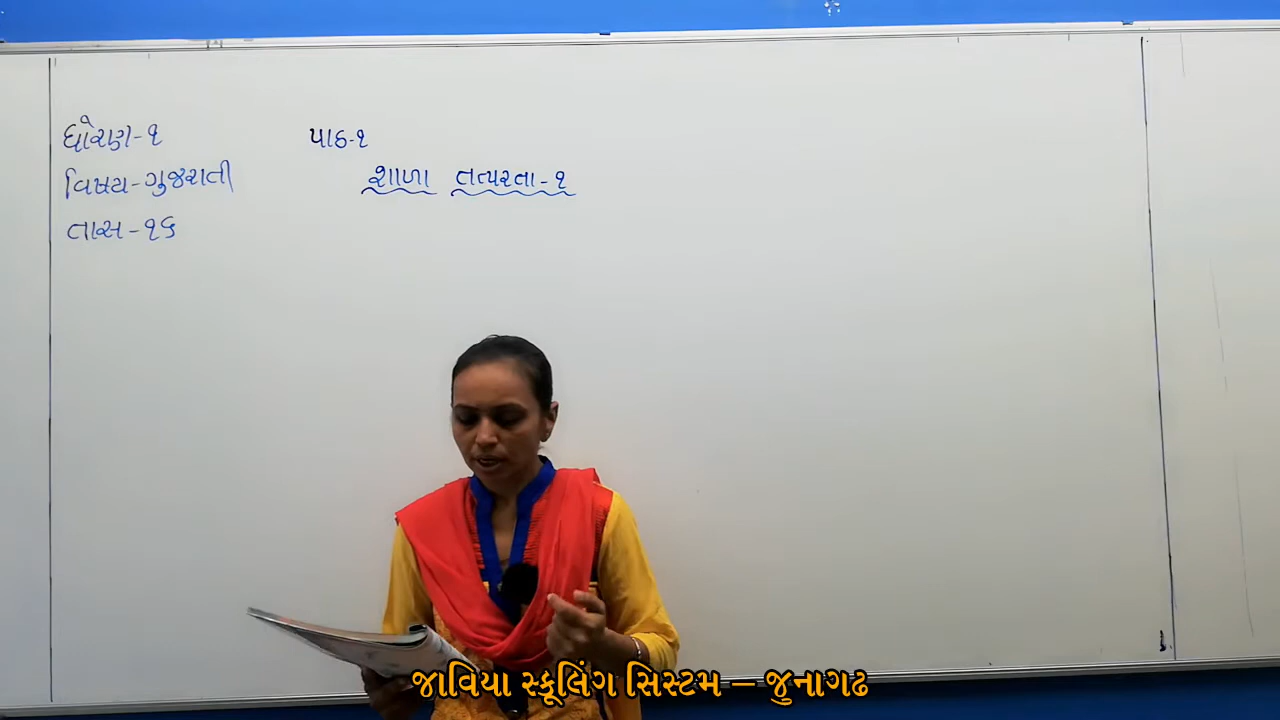 ધોરણ-૧
વિષય-ગુજરાતી
તાસ-૧૬
પાઠ-૧
શાળા તત્પરતા-૧
જાવિયા સ્કૂલિંગ સિસ્ટમ – જુનાગઢ